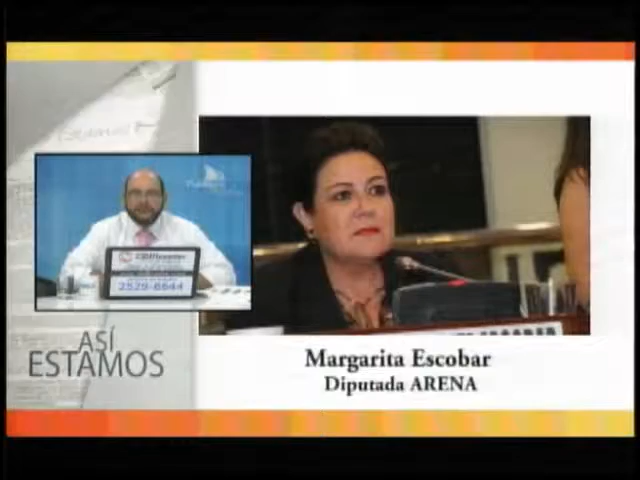 2529-6644
ASÍ
ESTAMOS
Margarita Escobar
Diputada ARENA